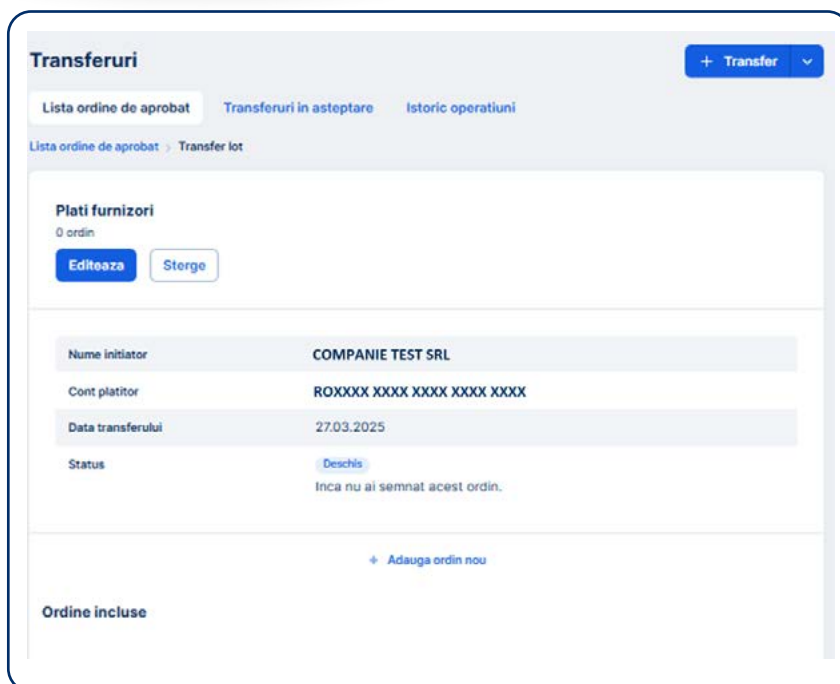 Transferuri
+ Transfer
Lista ordine de aprobat Transferuri in asteptare Istoric operatiuni
Lista ordine de aprobat > Transfer lot
Plati furnizori
0 ordin
Editeaza Sterge
Nume initiator COMPANIE TEST SRL
Cont platitor ROXXXX XXXX XXXX XXXX XXXX
Data transferului 27.03.2025
Status Deschis
Inca nu ai semnat acest ordin.
+ Adauga ordin nou
Ordine incluse